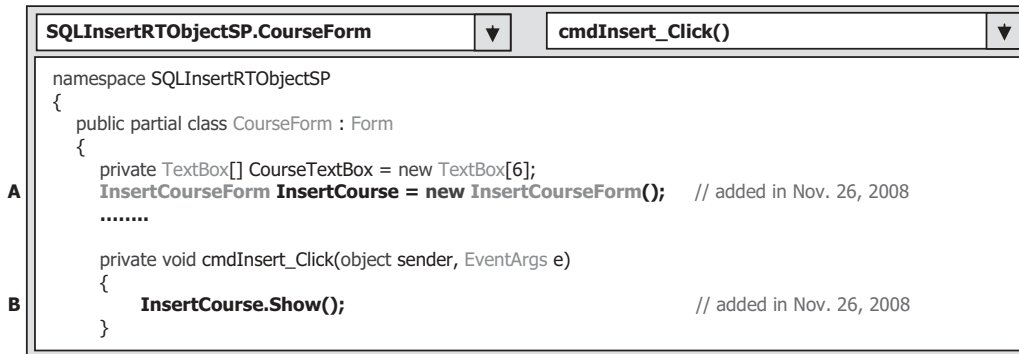 SQLInsertRTObjectSP.CourseForm cmdInsert_Click()
namespace SQLInsertRTObjectSP
{
public partial class CourseForm : Form
{
private TextBox[] CourseTextBox = new TextBox[6];
A InsertCourseForm InsertCourse = new InsertCourseForm(); // added in Nov. 26, 2008
........
private void cmdInsert_Click(object sender, EventArgs e)
{
B InsertCourse.Show(); // added in Nov. 26, 2008
}